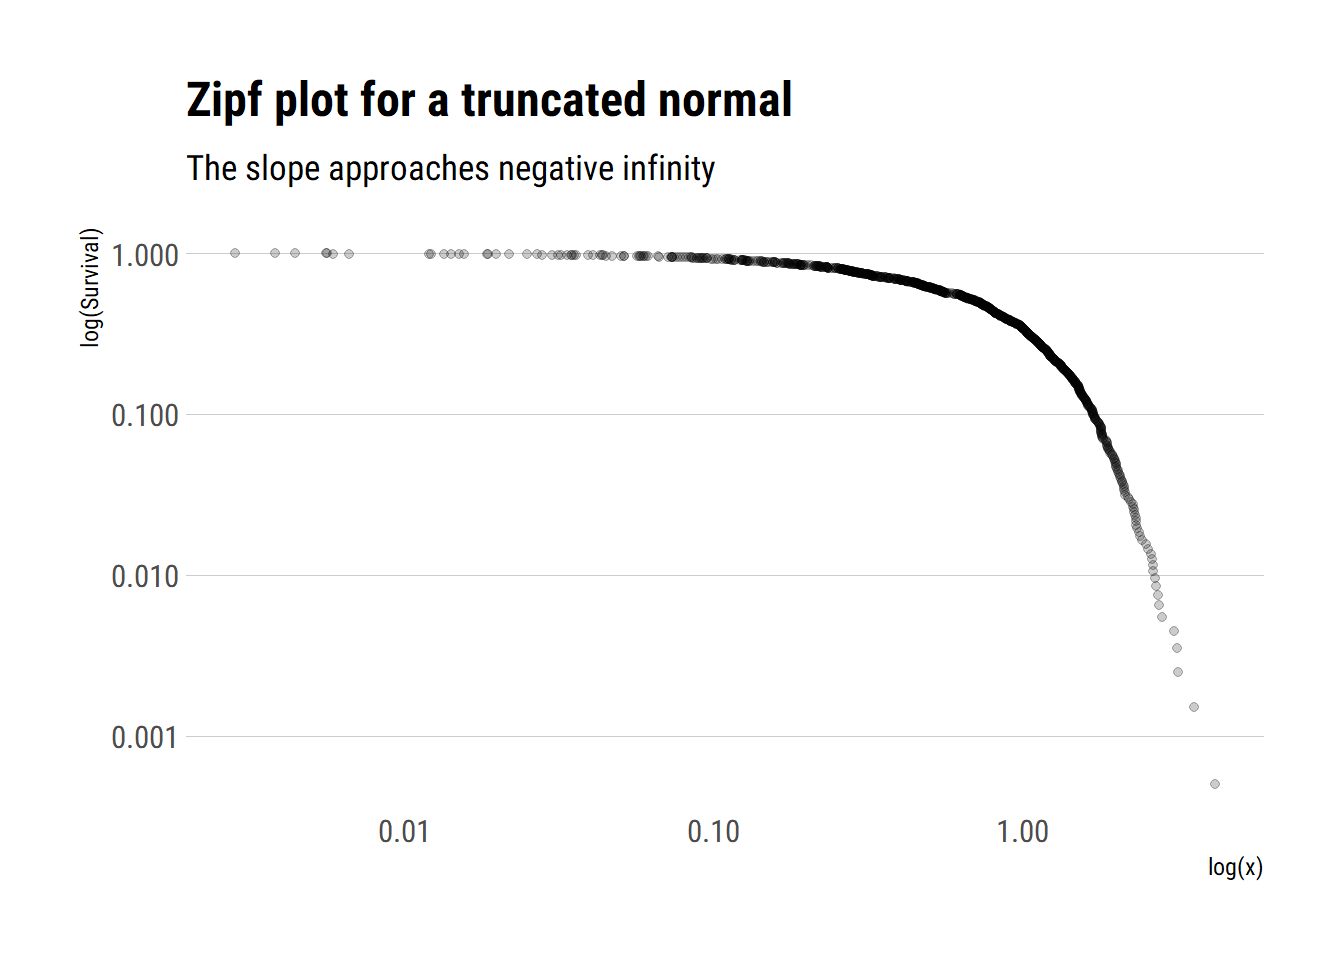 Zipf plot for a truncated normal
The slope approaches negative infinity
log(Survival)
1.000
0.100
0.010
0.001
0.01 0.10 1.00
log(x)